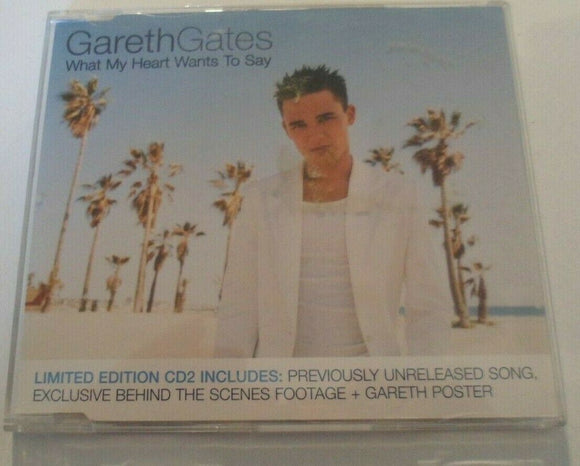 GarethGates
What My Heart Wants To Say
LIMITED EDITION CD2 INCLUDES: PREVIOUSLY UNRELEASED SONG,
EXCLUSIVE BEHIND THE SCENES FOOTAGE + GARETH POSTER